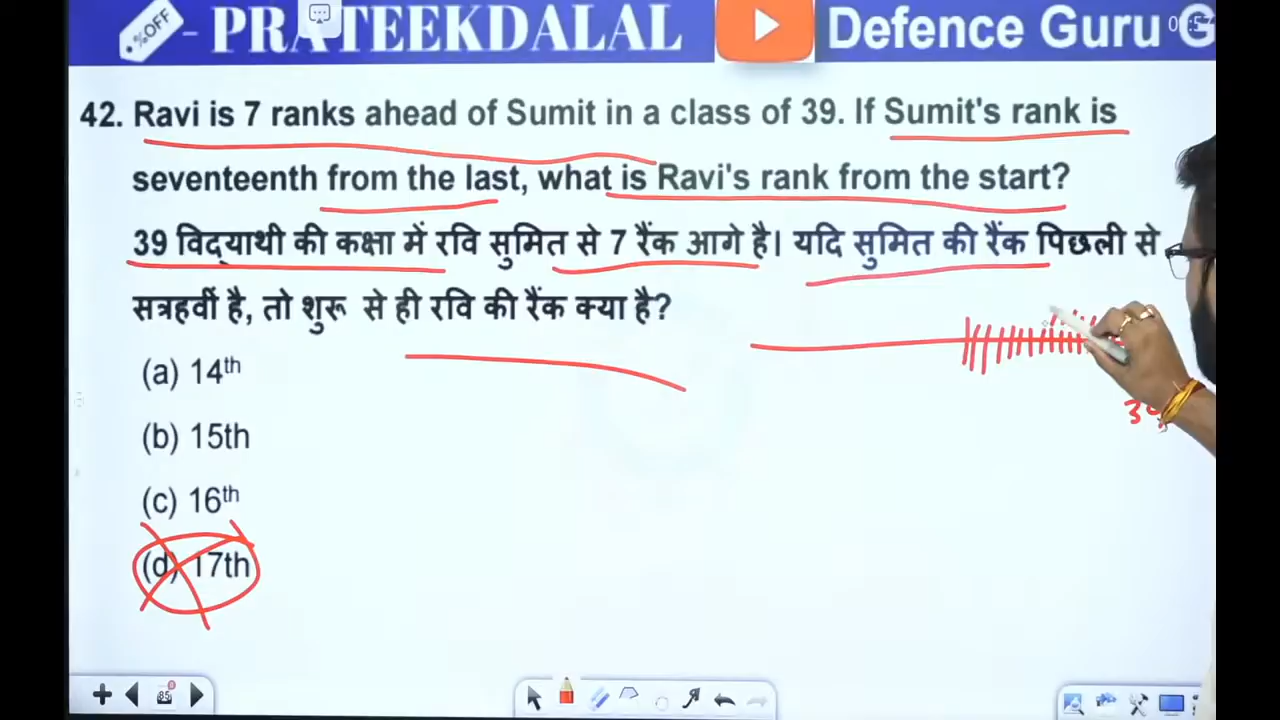 %OFF - PRATEEKDALAL Defence Guru G
42. Ravi is 7 ranks ahead of Sumit in a class of 39. If Sumit's rank is
seventeenth from the last, what is Ravi's rank from the start?
39 विद्याथी की कक्षा में रवि सुमित से 7 रैंक आगे है। यदि सुमित की रैंक पिछली से
सत्रहवीं है, तो शुरू से ही रवि की रैंक क्या है?
(a) 14th
(b) 15th
(c) 16th
(d) 17th